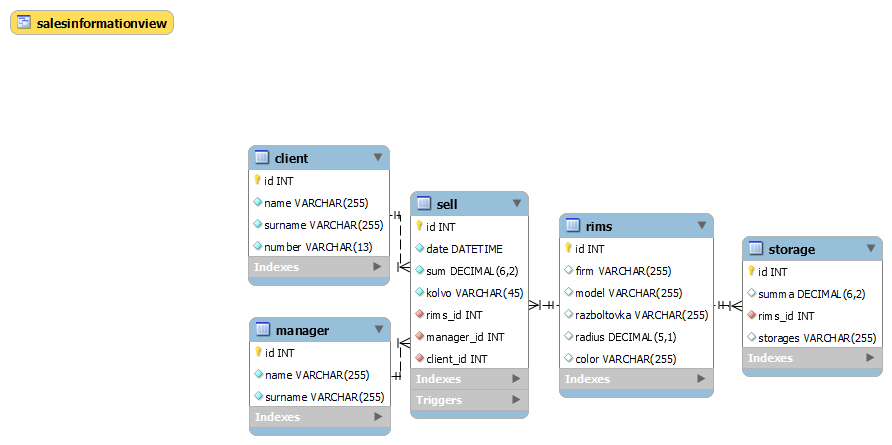 salesinformationview
client
id INT
name VARCHAR(255)
surname VARCHAR(255)
number VARCHAR(13)
Indexes
manager
id INT
name VARCHAR(255)
surname VARCHAR(255)
Indexes
sell
id INT
date DATETIME
sum DECIMAL(6,2)
kolvo VARCHAR(45)
rims_id INT
manager_id INT
client_id INT
Indexes
Triggers
rims
id INT
firm VARCHAR(255)
model VARCHAR(255)
razboltovka VARCHAR(255)
radius DECIMAL(5,1)
color VARCHAR(255)
Indexes
storage
id INT
summa DECIMAL(6,2)
rims_id INT
storages VARCHAR(255)
Indexes